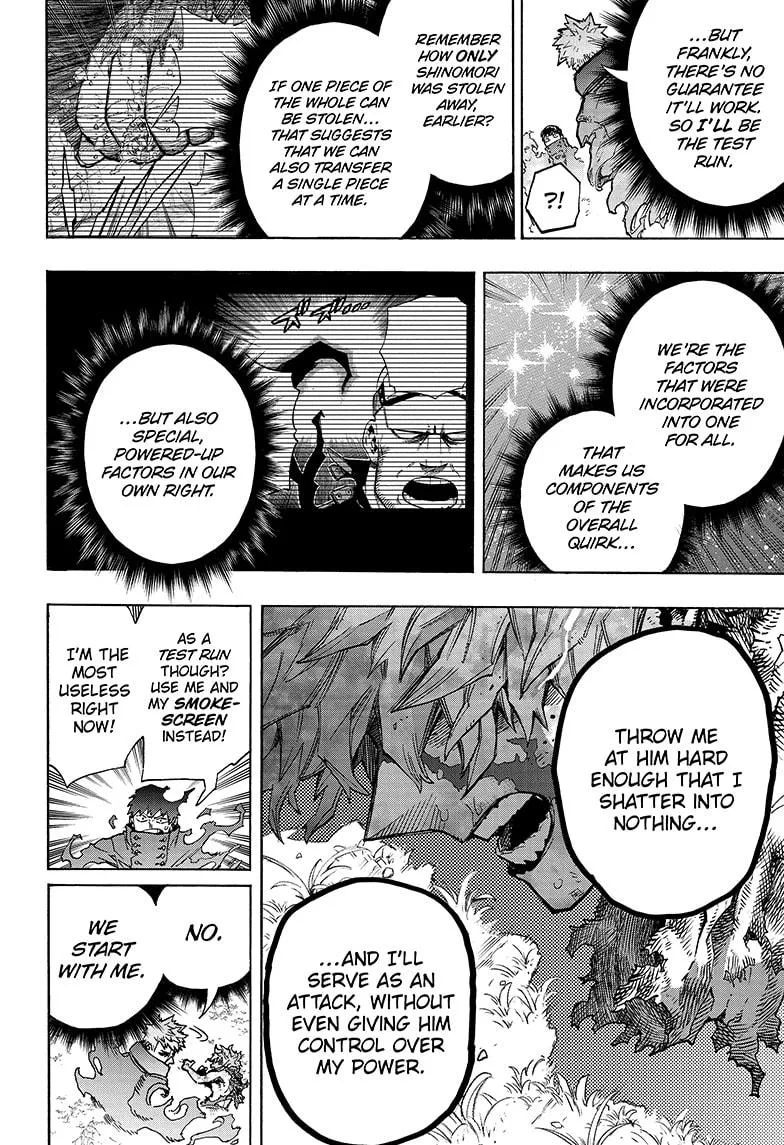 ...BUT
FRANKLY,
THERE'S NO
GUARANTEE
IT'LL WORK.
SO I'LL BE
THE TEST
RUN.
?!
REMEMBER
HOW ONLY
SHINOMORI
WAS STOLEN
AWAY,
EARLIER?
IF ONE PIECE
OF THE
WHOLE CAN
BE STOLEN...
THAT SUGGESTS
THAT WE CAN
ALSO TRANSFER
A SINGLE PIECE
AT A TIME.
WE'RE THE
FACTORS
THAT WERE
INCORPORATED
INTO ONE
FOR ALL.
THAT
MAKES US
COMPONENTS
OF THE
OVERALL
QUIRK...
...BUT ALSO
SPECIAL,
POWERED-UP
FACTORS IN OUR
OWN RIGHT.
THROW ME
AT HIM HARD
ENOUGH THAT I
SHATTER INTO
NOTHING...
...AND I'LL
SERVE AS AN
ATTACK, WITHOUT
EVEN GIVING HIM
CONTROL OVER
MY POWER.
AS A
TEST RUN
THOUGH?
USE ME AND
MY SMOKE-
SCREEN
INSTEAD!
I'M THE
MOST
USELESS
RIGHT
NOW!
NO.
WE
START
WITH ME.